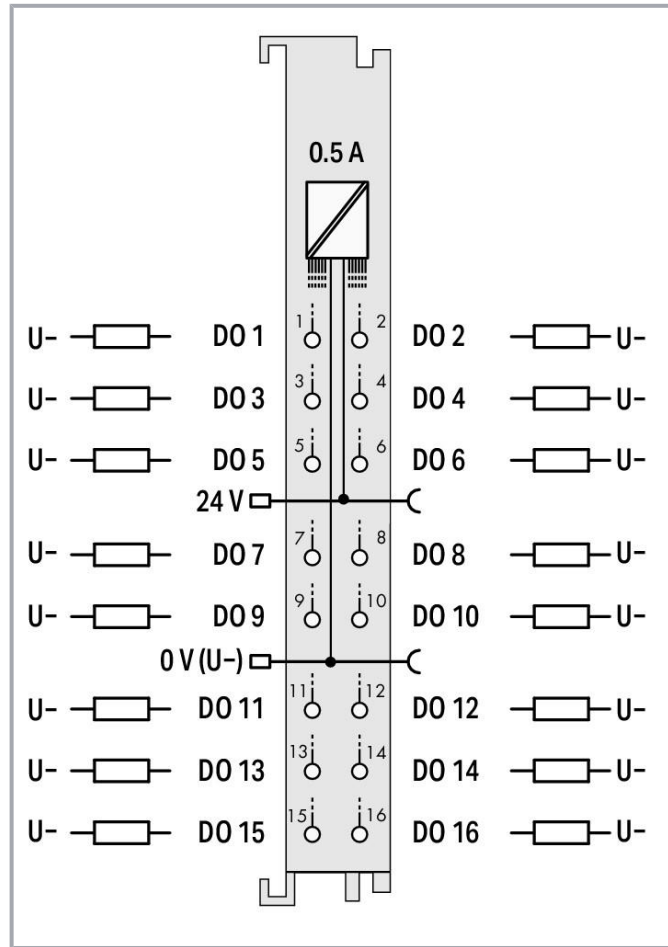 0.5 A
U- DO 1 1 2 DO 2 U-
U- DO 3 3 4 DO 4 U-
U- DO 5 5 6 DO 6 U-
24 V
U- DO 7 7 8 DO 8 U-
U- DO 9 9 10 DO 10 U-
0 V (U-)
U- DO 11 11 12 DO 12 U-
U- DO 13 13 14 DO 14 U-
U- DO 15 15 16 DO 16 U-